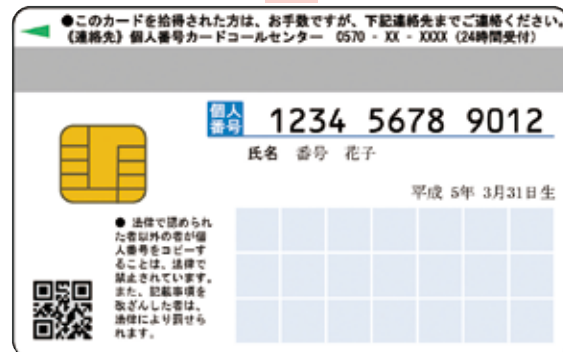 ●このカードを拾得された方は、お手数ですが、下記連絡先までご連絡ください。
《連絡先》個人番号カードコールセンター　0570 - XX - XXXX（24時間受付）
個人番号 1234 5678 9012
氏名　番号　花子
平成 5年 3月31日生
● 法律で認められ
た者以外の者が個
人番号をコピーす
ることは、法律で
禁止されています。
また、記載事項を
改ざんした者は、
法律により罰せら
れます。